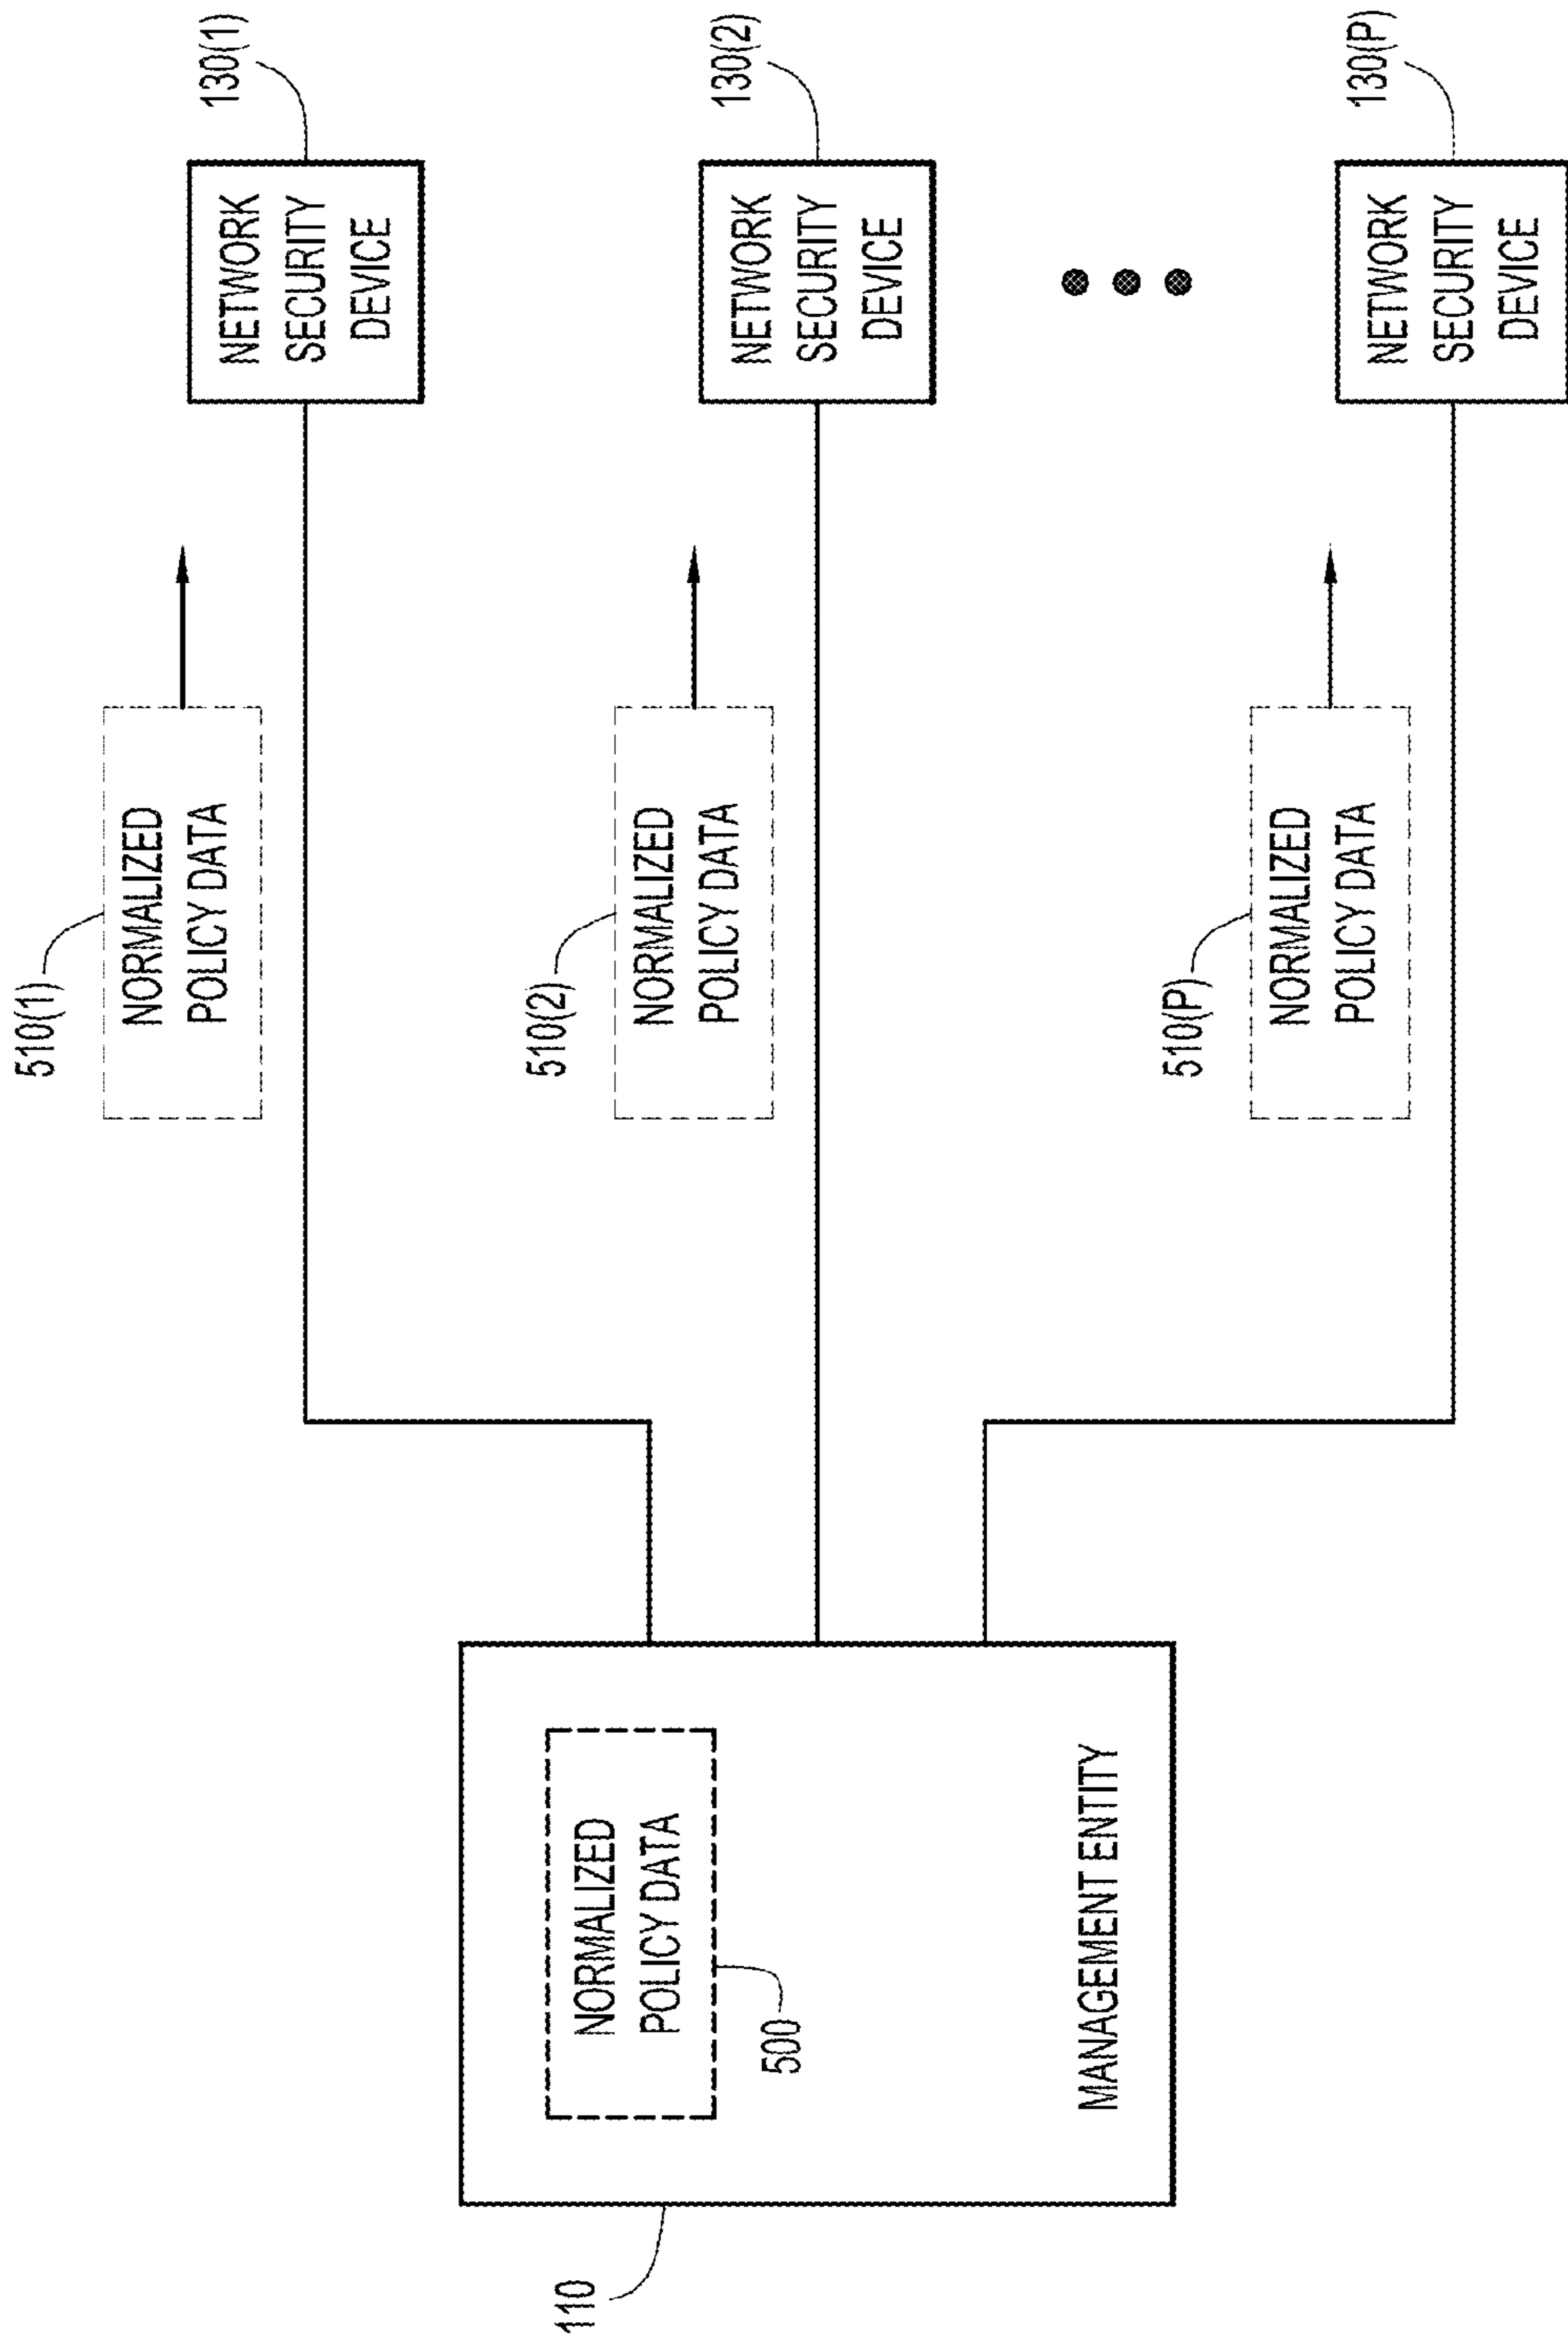 110
NORMALIZED
POLICY DATA
500
MANAGEMENT ENTITY
510(1)
NORMALIZED
POLICY DATA
130(1)
NETWORK
SECURITY
DEVICE
510(2)
NORMALIZED
POLICY DATA
130(2)
NETWORK
SECURITY
DEVICE
510(P)
NORMALIZED
POLICY DATA
130(P)
NETWORK
SECURITY
DEVICE